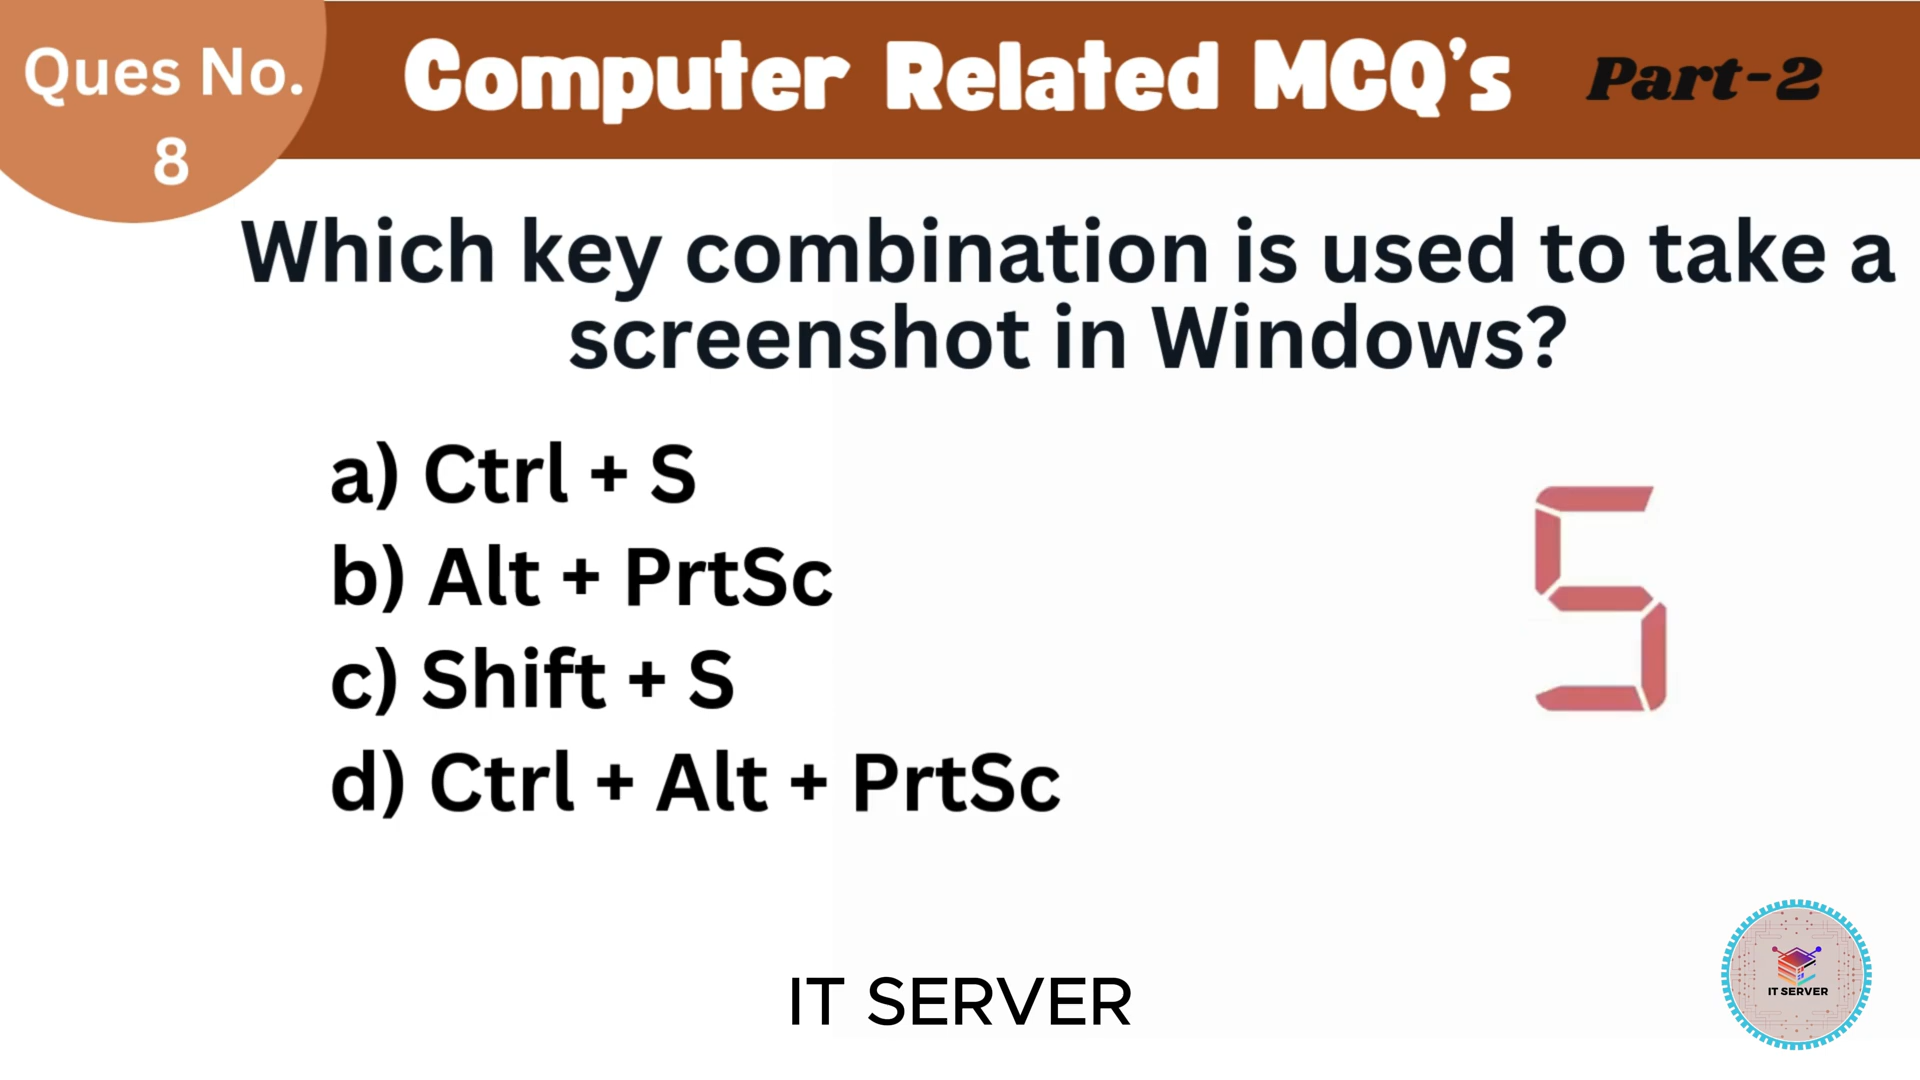 Ques No.
8
Computer Related MCQ's
Part-2
Which key combination is used to take a
screenshot in Windows?
a) Ctrl + S
b) Alt + PrtSc
c) Shift + S
d) Ctrl + Alt + PrtSc
5
IT SERVER
IT SERVER